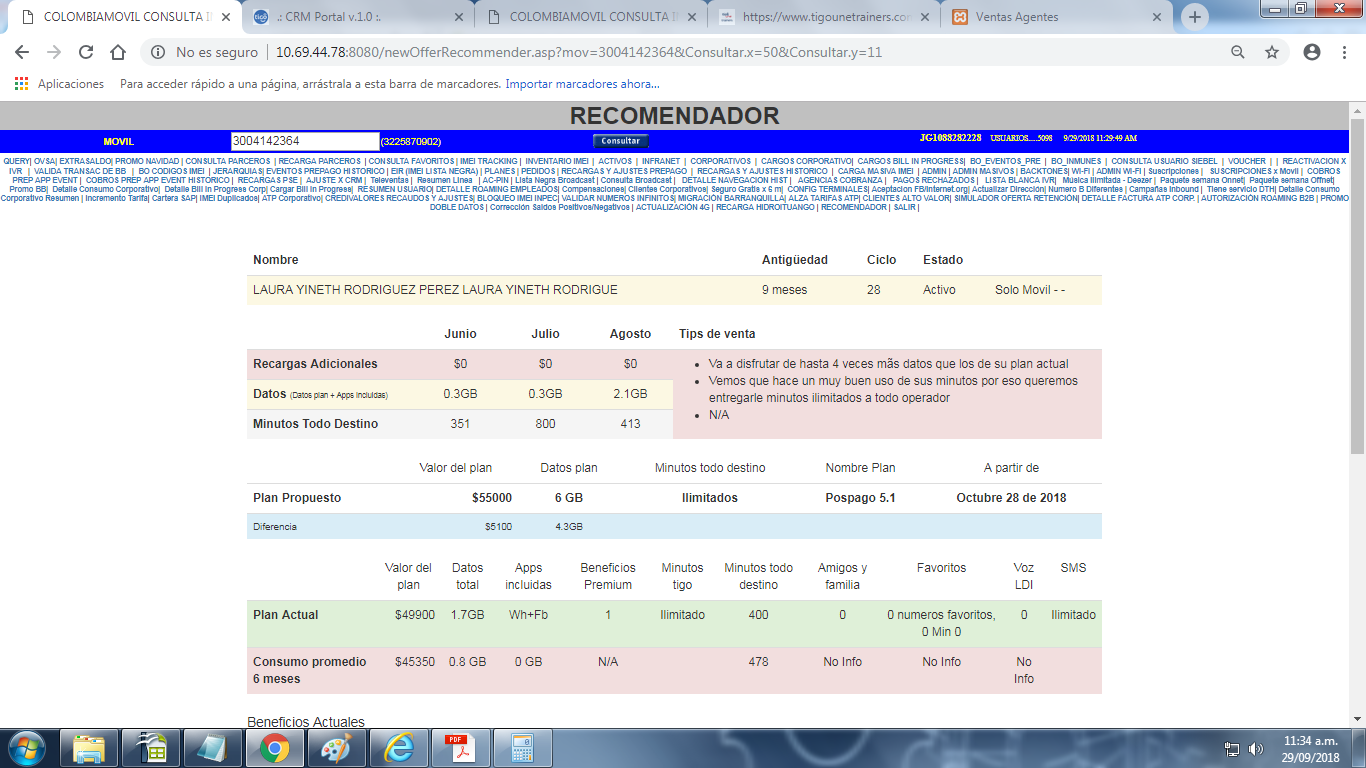 COLOMBIAMOVIL CONSULTA I
.: CRM Portal v.1.0 :.
COLOMBIAMOVIL CONSULTA I
https://www.tigounetrainers.con
Ventas Agentes
No es seguro | 10.69.44.78:8080/newOfferRecommender.asp?mov=3004142364&Consultar.x=50&Consultar.y=11
Aplicaciones Para acceder rápido a una página, arrástrala a esta barra de marcadores. Importar marcadores ahora...
RECOMENDADOR
MOVIL 3004142364 (3225870902) Consultar JG1088282228 USUARIOS.....5098 9/29/2018 11:29:49 AM
QUERY| OVSA| EXTRASALDO| PROMO NAVIDAD | CONSULTA PARCEROS | RECARGA PARCEROS | CONSULTA FAVORITOS | IMEI TRACKING | INVENTARIO IMEI | ACTIVOS | INFRANET | CORPORATIVOS | CARGOS CORPORATIVO| CARGOS BILL IN PROGRESS| BO_EVENTOS_PRE | BO_INMUNES | CONSULTA USUARIO SIEBEL | VOUCHER | | REACTIVACION X
IVR | VALIDA TRANSAC DE BB | BO CODIGOS IMEI | JERARQUIAS| EVENTOS PREPAGO HISTORICO | EIR (IMEI LISTA NEGRA) | PLANES | PEDIDOS | RECARGAS Y AJUSTES PREPAGO | RECARGAS Y AJUSTES HISTORICO | CARGA MASIVA IMEI | ADMIN | ADMIN MASIVOS | BACKTONES| WI-FI | ADMIN WI-FI | Suscripciones | SUSCRIPCIONES x Movil | COBROS
PREP APP EVENT | COBROS PREP APP EVENT HISTORICO | RECARGAS PSE | AJUSTE X CRM | Televentas | Resumen Linea | AC-PIN | Lista Negra Broadcast | Consulta Broadcast | DETALLE NAVEGACION HIST | AGENCIAS COBRANZA | PAGOS RECHAZADOS | LISTA BLANCA IVR| Música Ilimitada - Deezer | Paquete semana Onnet| Paquete semana Offnet|
Promo BB| Detalle Consumo Corporativo| Detalle Bill In Progress Corp| Cargar Bill In Progress| RESUMEN USUARIO| DETALLE ROAMING EMPLEADOS| Compensaciones| Clientes Corporativos| Seguro Gratis x 6 m| CONFIG TERMINALES| Aceptacion FB/Internet.org| Actualizar Dirección| Numero B Diferentes | Campañas Inbound | Tiene servicio DTH| Detalle Consumo
Corporativo Resumen | Incremento Tarifa| Cartera SAP| IMEI Duplicados| ATP Corporativo| CREDIVALORES RECAUDOS Y AJUSTES| BLOQUEO IMEI INPEC| VALIDAR NUMEROS INFINITOS| MIGRACIÓN BARRANQUILLA| ALZA TARIFAS ATP| CLIENTES ALTO VALOR| SIMULADOR OFERTA RETENCIÓN| DETALLE FACTURA ATP CORP. | AUTORIZACIÓN ROAMING B2B | PROMO
DOBLE DATOS | Corrección Saldos Positivos/Negativos | ACTUALIZACIÓN 4G | RECARGA HIDROITUANGO | RECOMENDADOR | SALIR |
Nombre Antigüedad Ciclo Estado
LAURA YINETH RODRIGUEZ PEREZ LAURA YINETH RODRIGUE 9 meses 28 Activo Solo Movil - -
Junio Julio Agosto Tips de venta
Recargas Adicionales $0 $0 $0
Datos (Datos plan + Apps incluidas) 0.3GB 0.3GB 2.1GB
Minutos Todo Destino 351 800 413
Va a disfrutar de hasta 4 veces mãs datos que los de su plan actual
Vemos que hace un muy buen uso de sus minutos por eso queremos
entregarle minutos ilimitados a todo operador
N/A
Valor del plan Datos plan Minutos todo destino Nombre Plan A partir de
Plan Propuesto $55000 6 GB Ilimitados Pospago 5.1 Octubre 28 de 2018
Diferencia $5100 4.3GB
Valor del Datos Apps Beneficios Minutos Minutos todo Amigos y Favoritos Voz SMS
plan total incluidas Premium tigo destino familia LDI
Plan Actual $49900 1.7GB Wh+Fb 1 Ilimitado 400 0 0 numeros favoritos, 0 Ilimitado
0 Min 0
Consumo promedio $45350 0.8 GB 0 GB N/A 478 No Info No Info No
6 meses Info
Beneficios Actuales
11:34 a.m.
29/09/2018